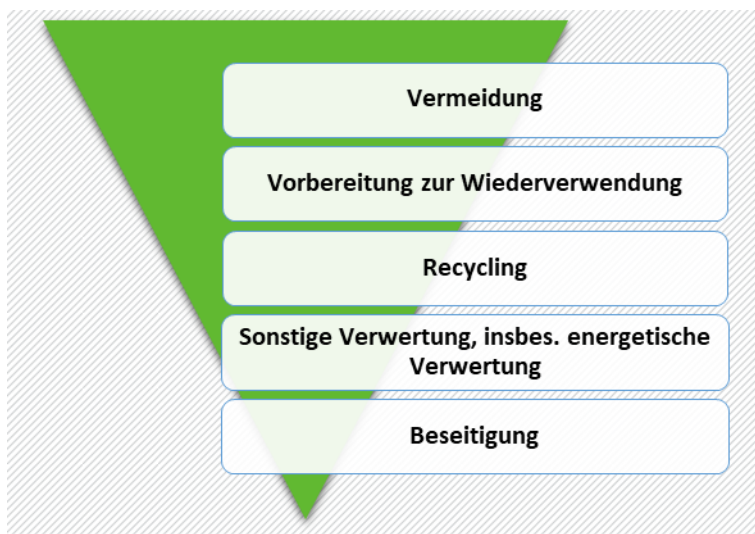 Vermeidung
Vorbereitung zur Wiederverwendung
Recycling
Sonstige Verwertung, insbes. energetische
Verwertung
Beseitigung